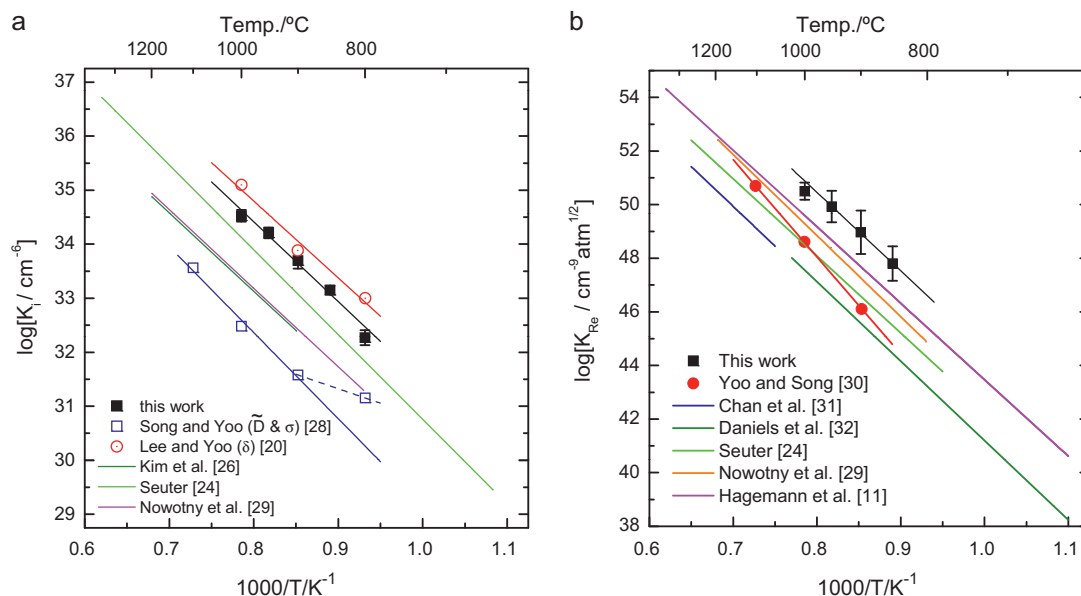 a
Temp./ºC
1200 1000 800
37
36
35
34
33
32
31
30
29
log[Kᵢ / cm⁻⁶]
this work
Song and Yoo (D̃ & σ) [28]
Lee and Yoo (δ) [20]
Kim et al. [26]
Seuter [24]
Nowotny et al. [29]
0.6 0.7 0.8 0.9 1.0 1.1
1000/T/K⁻¹
b
Temp./ºC
1200 1000 800
54
52
50
48
46
44
42
40
38
log[K_Re / cm⁻⁹atm¹ᐟ²]
This work
Yoo and Song [30]
Chan et al. [31]
Daniels et al. [32]
Seuter [24]
Nowotny et al. [29]
Hagemann et al. [11]
0.6 0.7 0.8 0.9 1.0 1.1
1000/T/K⁻¹